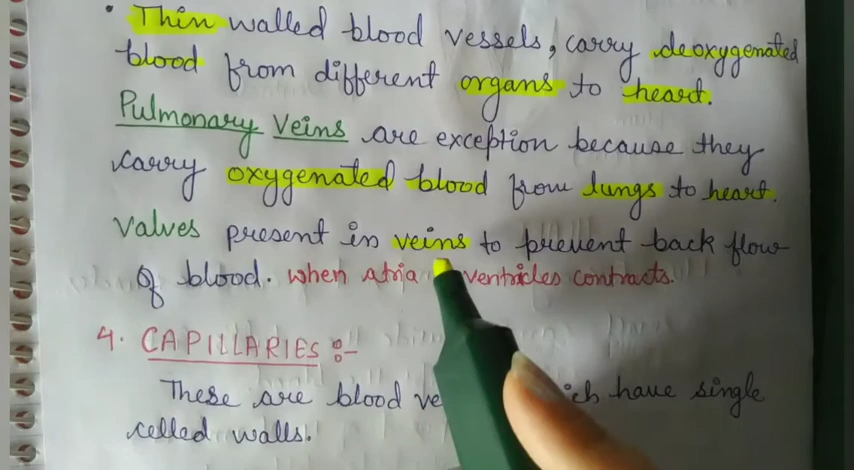 • Thin walled blood vessels, carry deoxygenated
blood from different organs to heart.
Pulmonary Veins are exception because they
carry oxygenated blood from lungs to heart.
Valves present in veins to prevent back flow
of blood. when atria ventricles contracts.
4. CAPILLARIES :-
These are blood have single
celled walls.